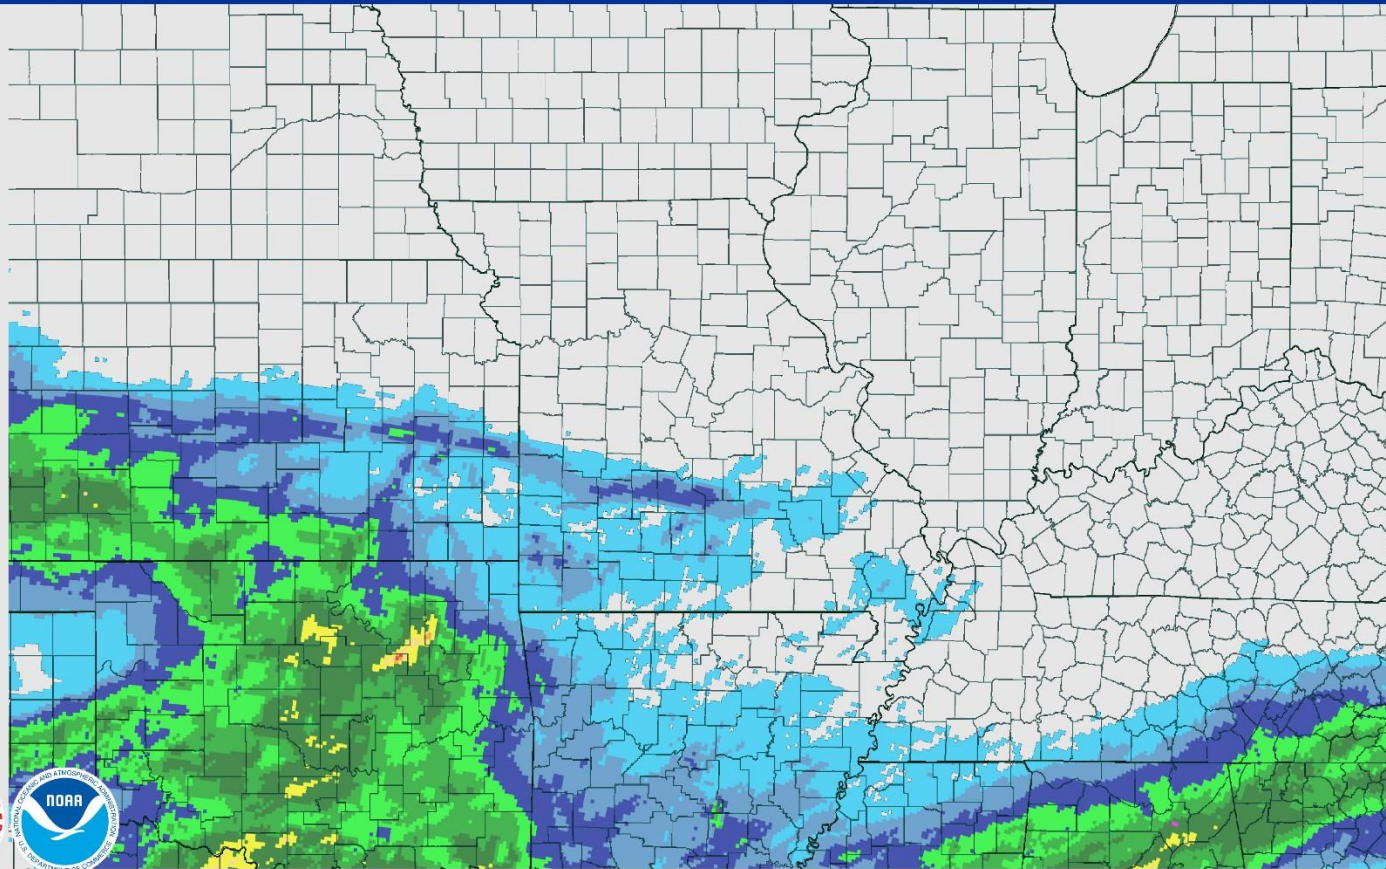 NOAA
NATIONAL OCEANIC AND ATMOSPHERIC ADMINISTRATION
U.S. DEPARTMENT OF COMMERCE